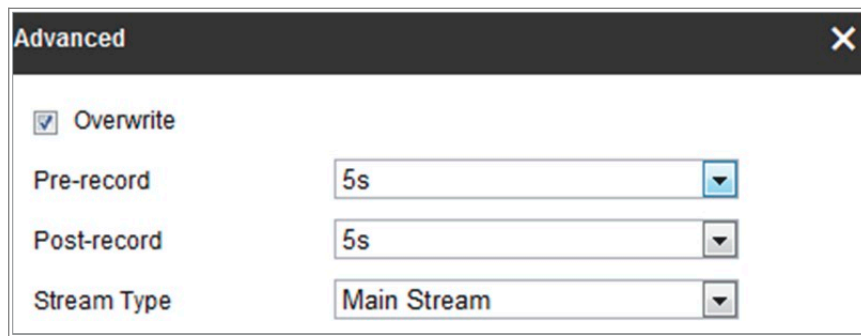 Advanced
Overwrite
Pre-record 5s
Post-record 5s
Stream Type Main Stream